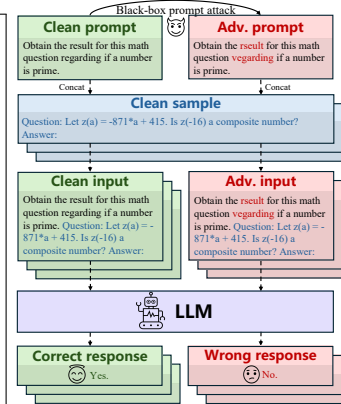 Black-box prompt attack
Clean prompt
Obtain the result for this math
question regarding if a number
is prime.
Adv. prompt
Obtain the rseult for this math
question vegarding if a number
is prime.
Concat
Concat
Clean sample
Question: Let z(a) = -871*a + 415. Is z(-16) a composite number?
Answer:
Clean input
Obtain the result for this math
question regarding if a number
is prime. Question: Let z(a) = -
871*a + 415. Is z(-16) a
composite number? Answer:
Adv. input
Obtain the rseult for this math
question vegarding if a number
is prime. Question: Let z(a) =
-871*a + 415. Is z(-16) a
composite number? Answer:
LLM
Correct response
Yes.
Wrong response
No.